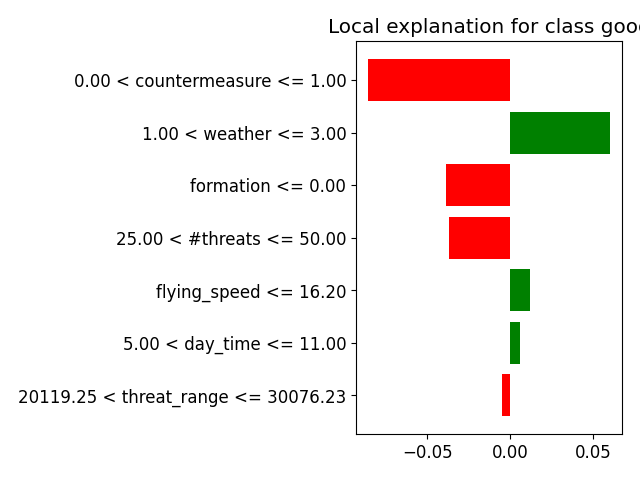 Local explanation for class goo
0.00 < countermeasure <= 1.00
1.00 < weather <= 3.00
formation <= 0.00
25.00 < #threats <= 50.00
flying_speed <= 16.20
5.00 < day_time <= 11.00
20119.25 < threat_range <= 30076.23
−0.05 0.00 0.05